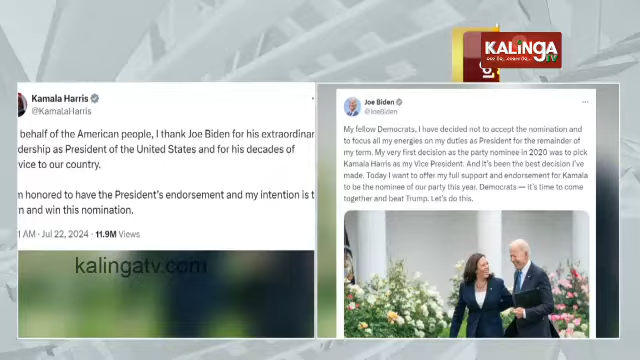 KALINGA
TV
Kamala Harris
@KamalaHarris
behalf of the American people, I thank Joe Biden for his extraordinar
dership as President of the United States and for his decades of
vice to our country.
honored to have the President's endorsement and my intention is t
n and win this nomination.
1 AM · Jul 22, 2024 · 11.9M Views
kalingatv.com
Joe Biden
@JoeBiden
My fellow Democrats, I have decided not to accept the nomination and
to focus all my energies on my duties as President for the remainder of
my term. My very first decision as the party nominee in 2020 was to pick
Kamala Harris as my Vice President. And it's been the best decision I've
made. Today I want to offer my full support and endorsement for Kamala
to be the nominee of our party this year. Democrats — it's time to come
together and beat Trump. Let's do this.